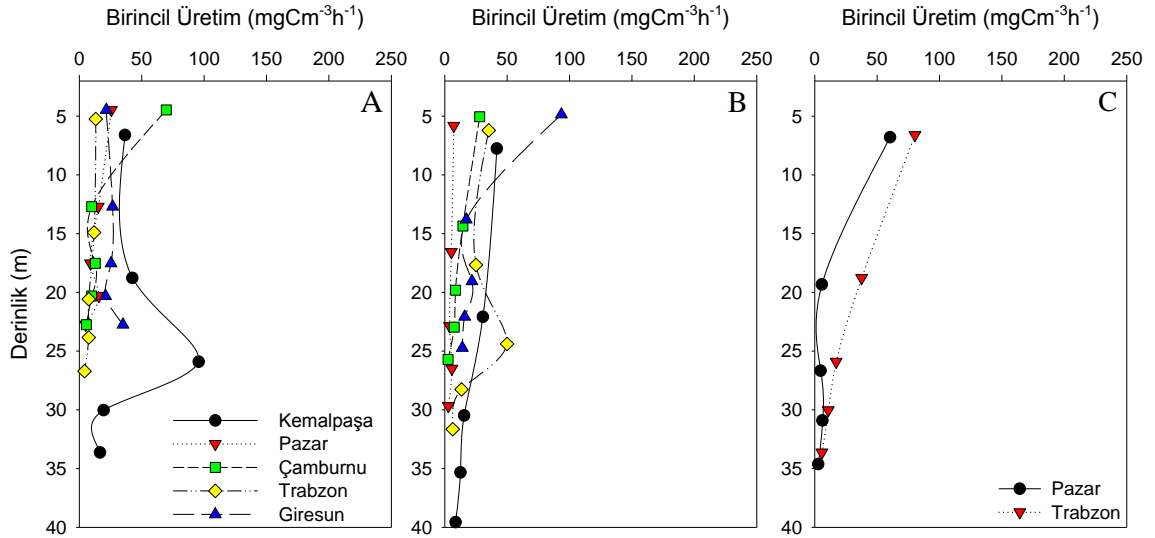 Birincil Üretim (mgCm⁻³h⁻¹)
0 50 100 150 200 250
Birincil Üretim (mgCm⁻³h⁻¹)
0 50 100 150 200 250
Birincil Üretim (mgCm⁻³h⁻¹)
0 50 100 150 200 250
Derinlik (m)
5
10
15
20
25
30
35
40
A
Kemalpaşa
Pazar
Çamburnu
Trabzon
Giresun
5
10
15
20
25
30
35
40
B
5
10
15
20
25
30
35
40
C
Pazar
Trabzon